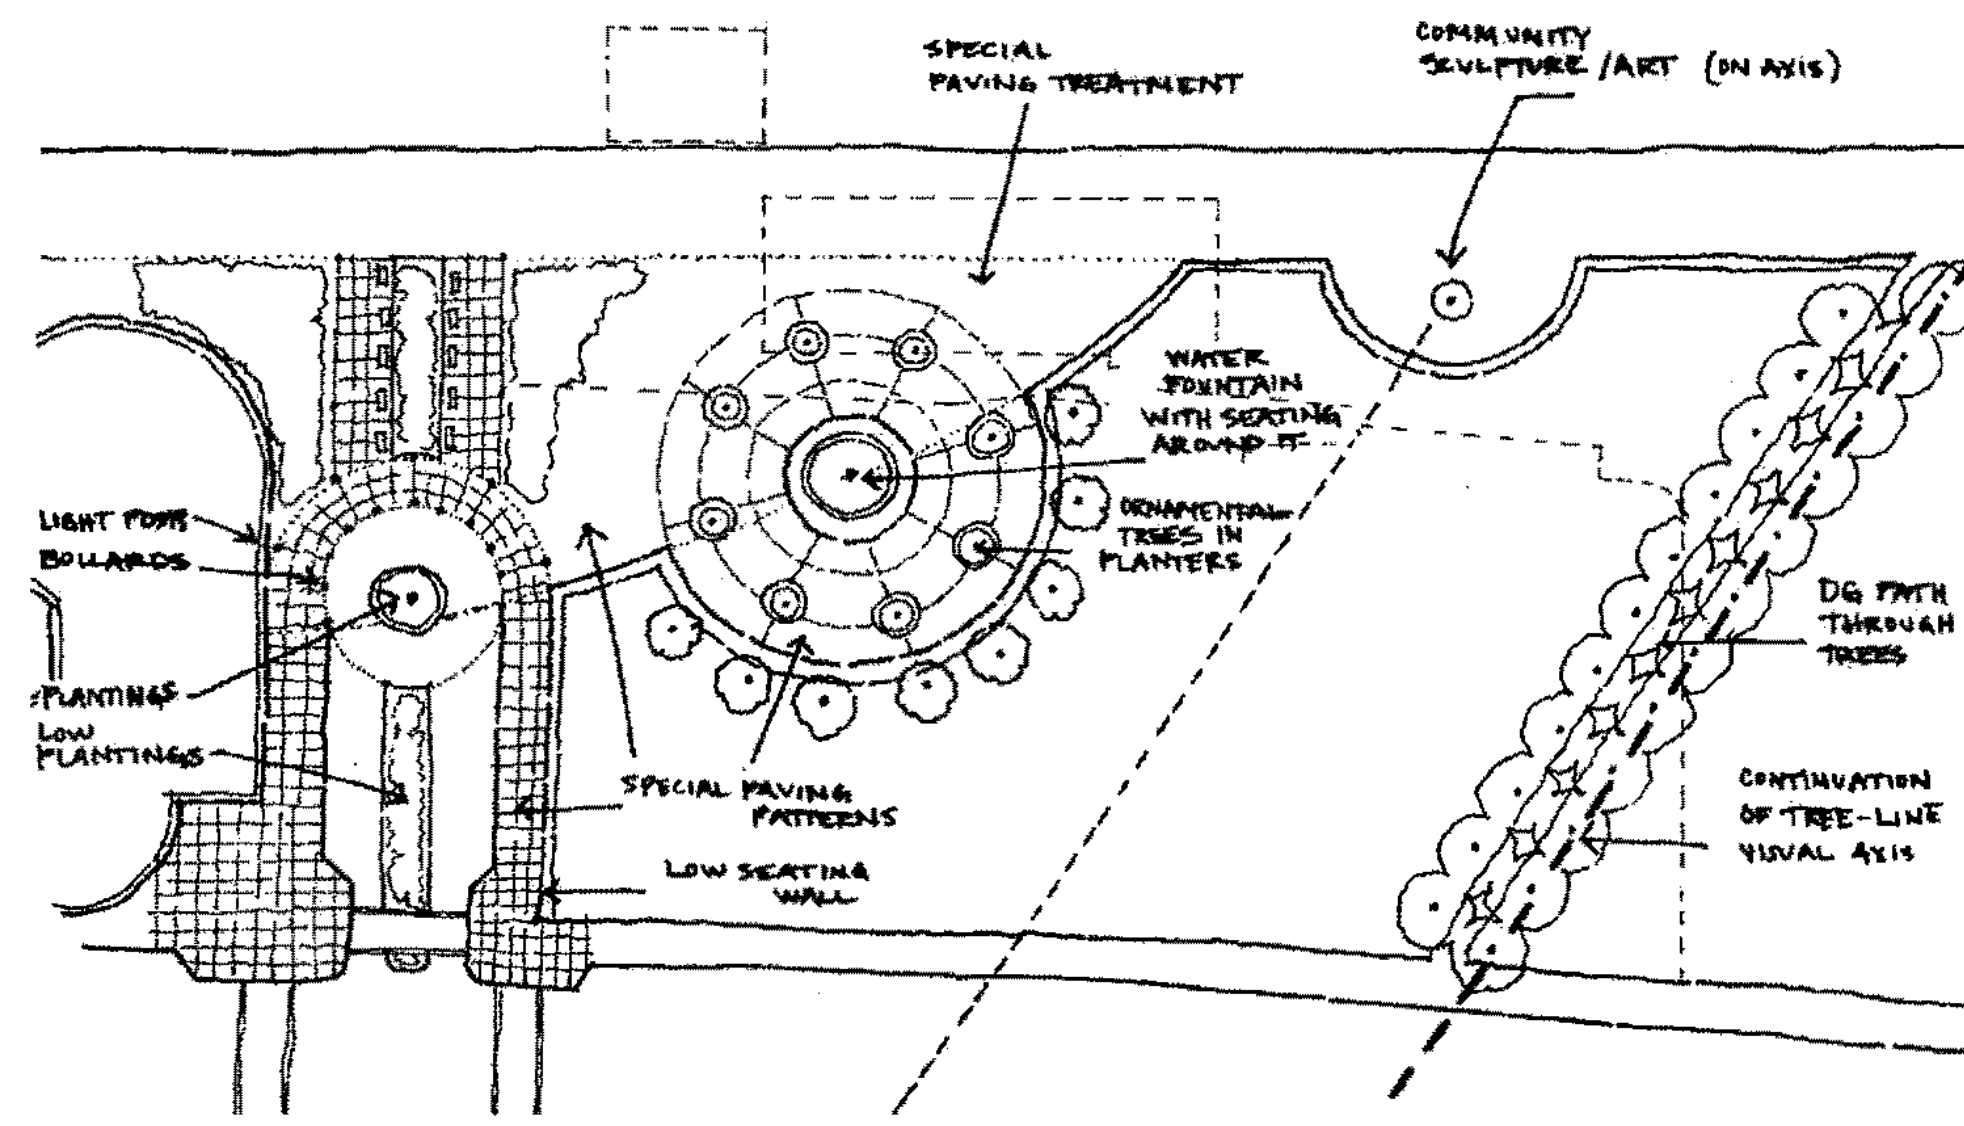 SPECIAL
PAVING TREATMENT
COMMUNITY
SCULPTURE/ART (ON AXIS)
WATER
FOUNTAIN
WITH SEATING
AROUND IT
ORNAMENTAL
TREES IN
PLANTERS
LIGHT POSTS
BOLLARDS
PLANTINGS
LOW
PLANTINGS
SPECIAL PAVING
PATTERNS
LOW SEATING
WALL
DG PATH
THROUGH
TREES
CONTINUATION
OF TREE-LINE
VISUAL AXIS